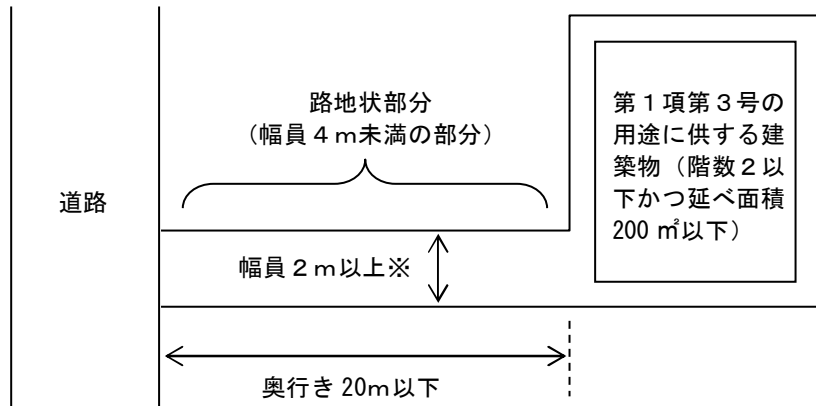 道路
路地状部分
（幅員４ｍ未満の部分）
幅員２ｍ以上※
奥行き 20ｍ以下
第１項第３号の
用途に供する建
築物（階数２以
下かつ延べ面積
200 ㎡以下）